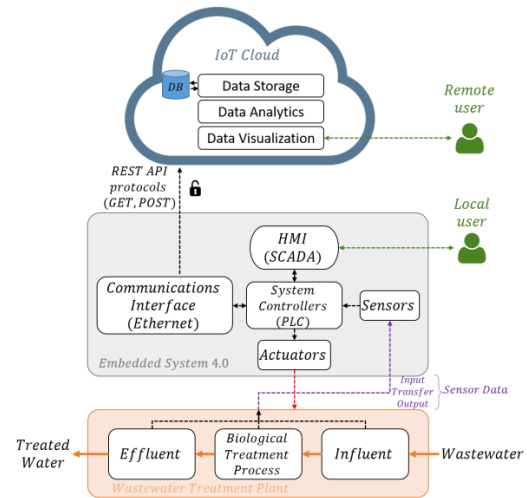 IoT Cloud
DB
Data Storage
Data Analytics
Data Visualization
Remote
user
REST API
protocols
(GET, POST)
Local
user
HMI
(SCADA)
Communications
Interface
(Ethernet)
System
Controllers
(PLC)
Sensors
Actuators
Embedded System 4.0
Input
Transfer
Output
Sensor Data
Treated
Water
Effluent
Biological
Treatment
Process
Influent
Wastewater
Wastewater Treatment Plant